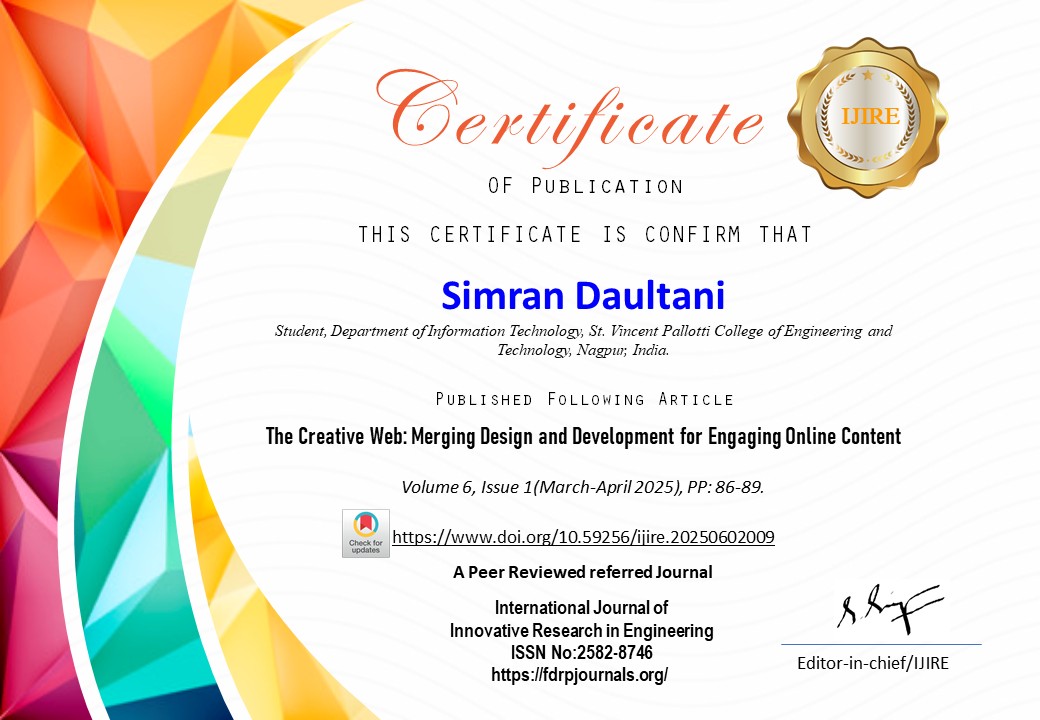 Certificate
IJIRE
OF PUBLICATION
THIS CERTIFICATE IS CONFIRM THAT
Simran Daultani
Student, Department of Information Technology, St. Vincent Pallotti College of Engineering and
Technology, Nagpur, India.
PUBLISHED FOLLOWING ARTICLE
The Creative Web: Merging Design and Development for Engaging Online Content
Volume 6, Issue 1(March-April 2025), PP: 86-89.
Check for
updates
https://www.doi.org/10.59256/ijire.20250602009
A Peer Reviewed referred Journal
International Journal of
Innovative Research in Engineering
ISSN No:2582-8746
https://fdrpjournals.org/
Editor-in-chief/IJIRE